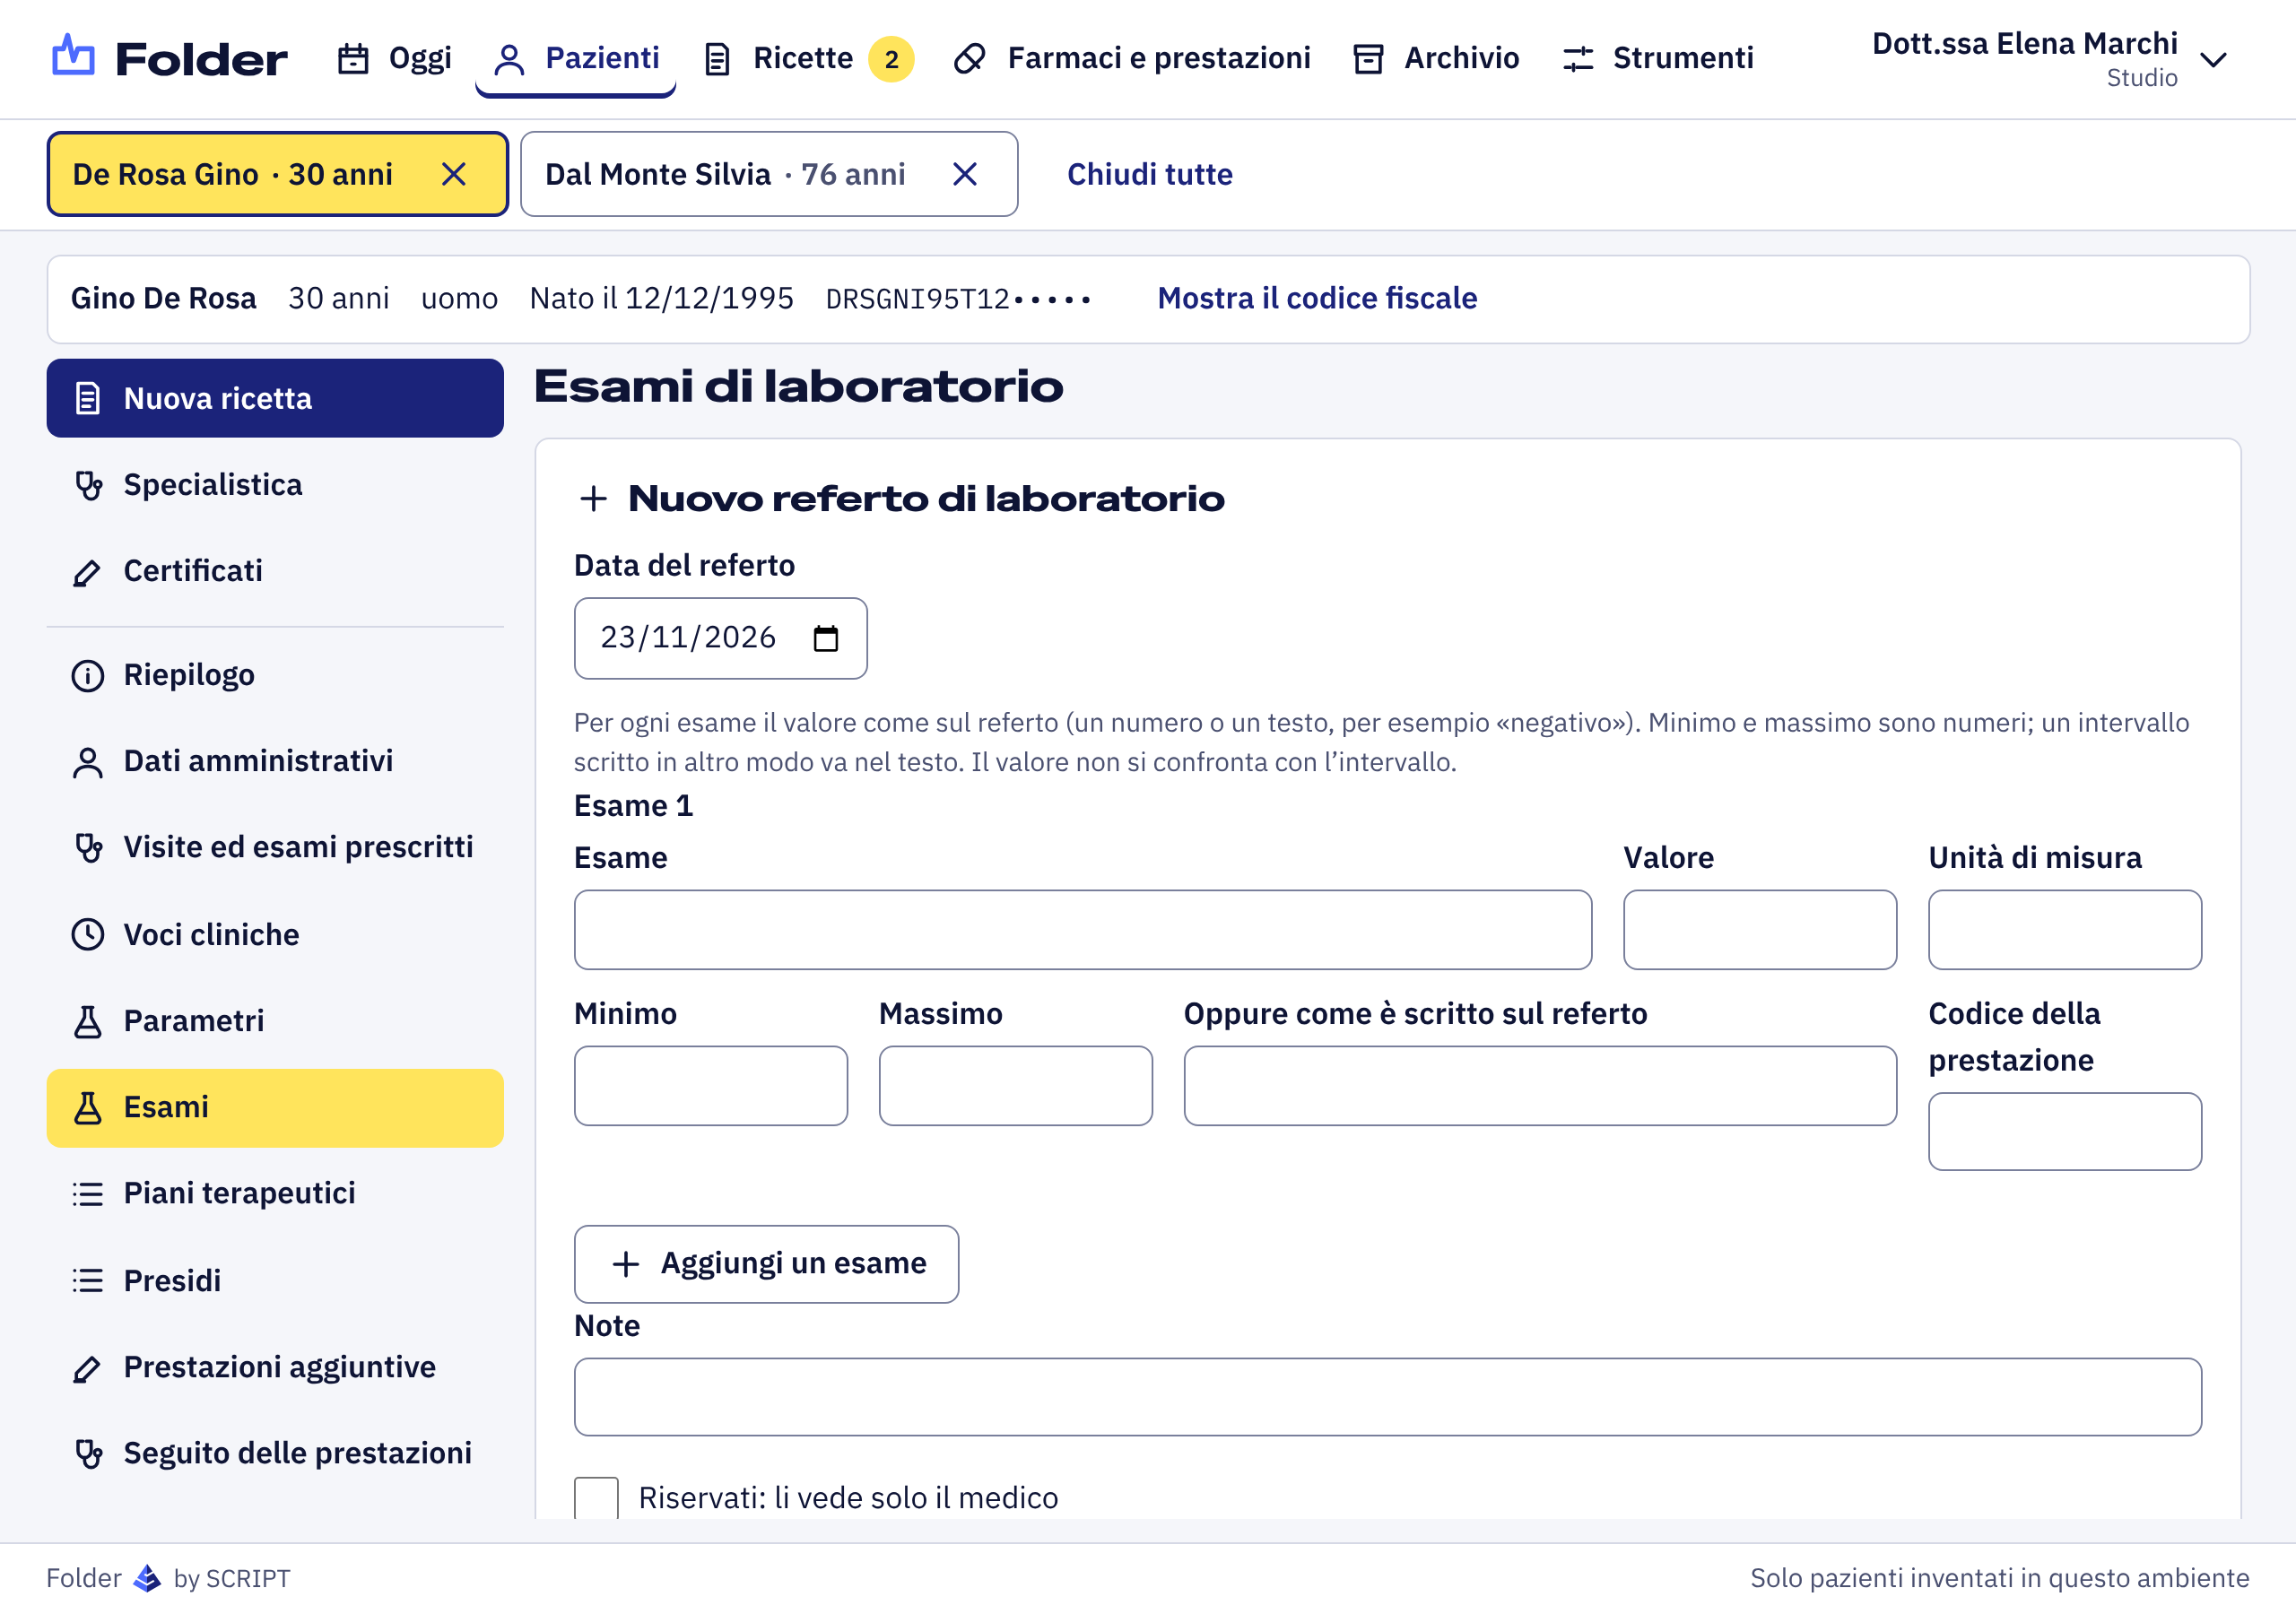 Folder
Oggi
Pazienti
Ricette 2
Farmaci e prestazioni
Archivio
Strumenti
Dott.ssa Elena Marchi
Studio
De Rosa Gino · 30 anni
Dal Monte Silvia · 76 anni
Chiudi tutte
Gino De Rosa 30 anni uomo Nato il 12/12/1995 DRSGNI95T12••••• Mostra il codice fiscale
Nuova ricetta
Specialistica
Certificati
Riepilogo
Dati amministrativi
Visite ed esami prescritti
Voci cliniche
Parametri
Esami
Piani terapeutici
Presidi
Prestazioni aggiuntive
Seguito delle prestazioni
Esami di laboratorio
Nuovo referto di laboratorio
Data del referto
23/11/2026
Per ogni esame il valore come sul referto (un numero o un testo, per esempio «negativo»). Minimo e massimo sono numeri; un intervallo
scritto in altro modo va nel testo. Il valore non si confronta con l’intervallo.
Esame 1
Esame
Valore
Unità di misura
Minimo
Massimo
Oppure come è scritto sul referto
Codice della
prestazione
Aggiungi un esame
Note
Riservati: li vede solo il medico
Folder by SCRIPT
Solo pazienti inventati in questo ambiente